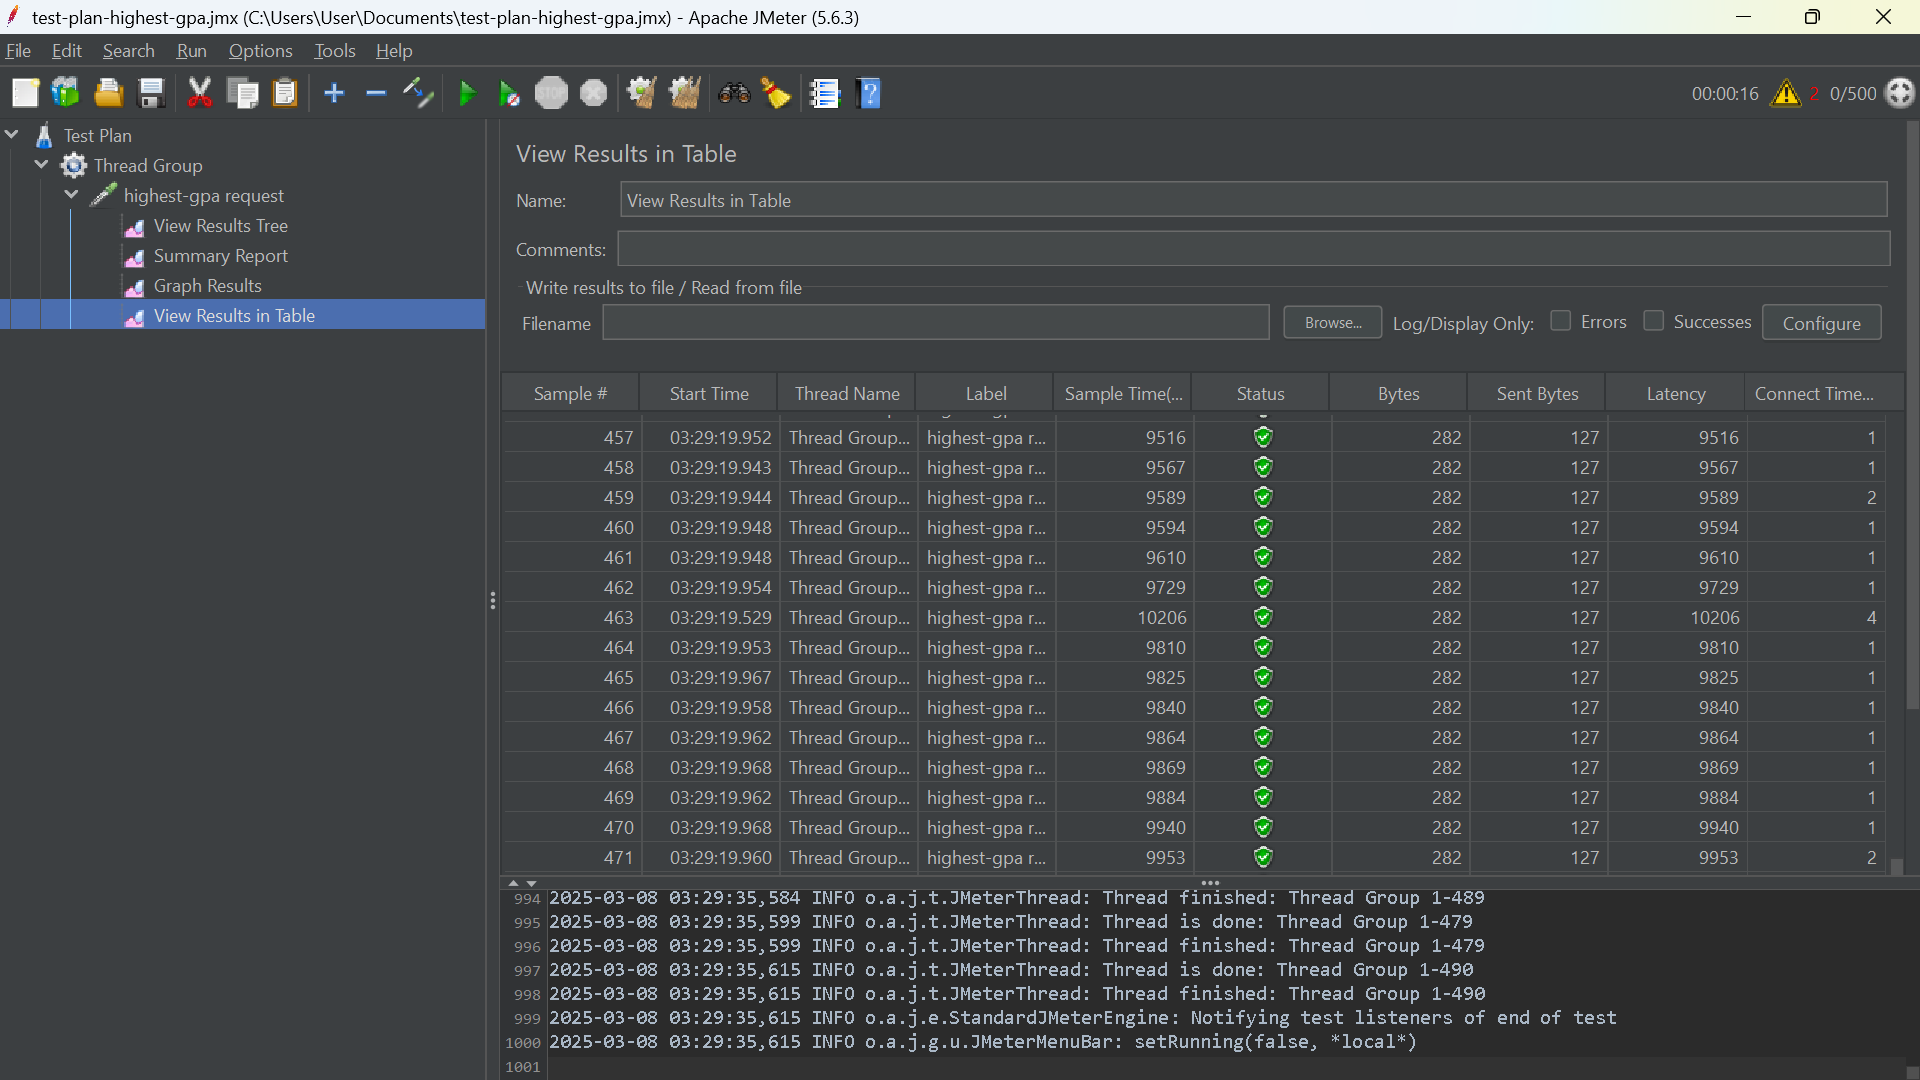 test-plan-highest-gpa.jmx (C:\Users\User\Documents\test-plan-highest-gpa.jmx) - Apache JMeter (5.6.3)
File Edit Search Run Options Tools Help
STOP
00:00:16 2 0/500
Test Plan
Thread Group
highest-gpa request
View Results Tree
Summary Report
Graph Results
View Results in Table
View Results in Table
Name: View Results in Table
Comments:
Write results to file / Read from file
Filename Browse... Log/Display Only: Errors Successes Configure
Sample # Start Time Thread Name Label Sample Time(... Status Bytes Sent Bytes Latency Connect Time...
457 03:29:19.952 Thread Group... highest-gpa r... 9516 282 127 9516 1
458 03:29:19.943 Thread Group... highest-gpa r... 9567 282 127 9567 1
459 03:29:19.944 Thread Group... highest-gpa r... 9589 282 127 9589 2
460 03:29:19.948 Thread Group... highest-gpa r... 9594 282 127 9594 1
461 03:29:19.948 Thread Group... highest-gpa r... 9610 282 127 9610 1
462 03:29:19.954 Thread Group... highest-gpa r... 9729 282 127 9729 1
463 03:29:19.529 Thread Group... highest-gpa r... 10206 282 127 10206 4
464 03:29:19.953 Thread Group... highest-gpa r... 9810 282 127 9810 1
465 03:29:19.967 Thread Group... highest-gpa r... 9825 282 127 9825 1
466 03:29:19.958 Thread Group... highest-gpa r... 9840 282 127 9840 1
467 03:29:19.962 Thread Group... highest-gpa r... 9864 282 127 9864 1
468 03:29:19.968 Thread Group... highest-gpa r... 9869 282 127 9869 1
469 03:29:19.962 Thread Group... highest-gpa r... 9884 282 127 9884 1
470 03:29:19.968 Thread Group... highest-gpa r... 9940 282 127 9940 1
471 03:29:19.960 Thread Group... highest-gpa r... 9953 282 127 9953 2
994 2025-03-08 03:29:35,584 INFO o.a.j.t.JMeterThread: Thread finished: Thread Group 1-489
995 2025-03-08 03:29:35,599 INFO o.a.j.t.JMeterThread: Thread is done: Thread Group 1-479
996 2025-03-08 03:29:35,599 INFO o.a.j.t.JMeterThread: Thread finished: Thread Group 1-479
997 2025-03-08 03:29:35,615 INFO o.a.j.t.JMeterThread: Thread is done: Thread Group 1-490
998 2025-03-08 03:29:35,615 INFO o.a.j.t.JMeterThread: Thread finished: Thread Group 1-490
999 2025-03-08 03:29:35,615 INFO o.a.j.e.StandardJMeterEngine: Notifying test listeners of end of test
1000 2025-03-08 03:29:35,615 INFO o.a.j.g.u.JMeterMenuBar: setRunning(false, *local*)
1001